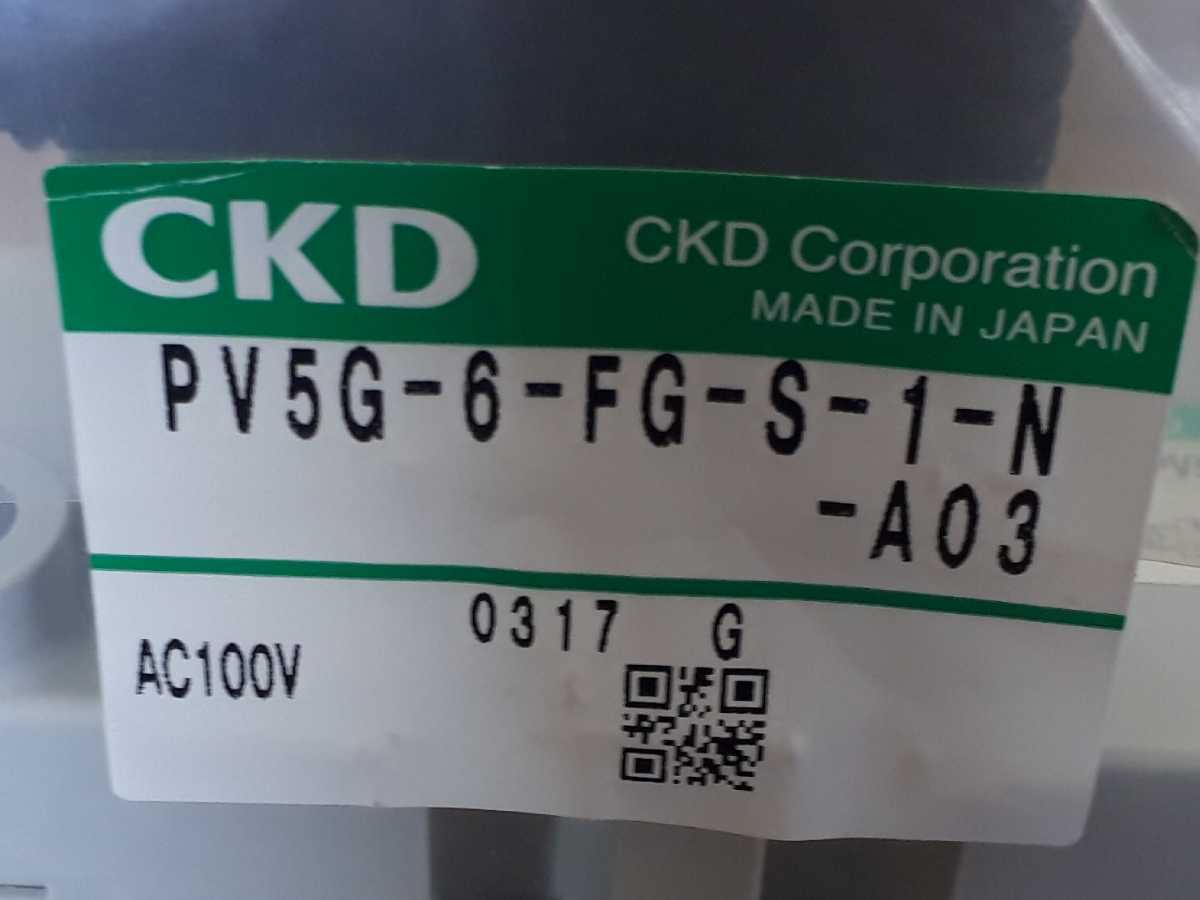 CKD
CKD Corporation
MADE IN JAPAN
PV5G-6-FG-S-1-N
-A03
0317 G
AC100V